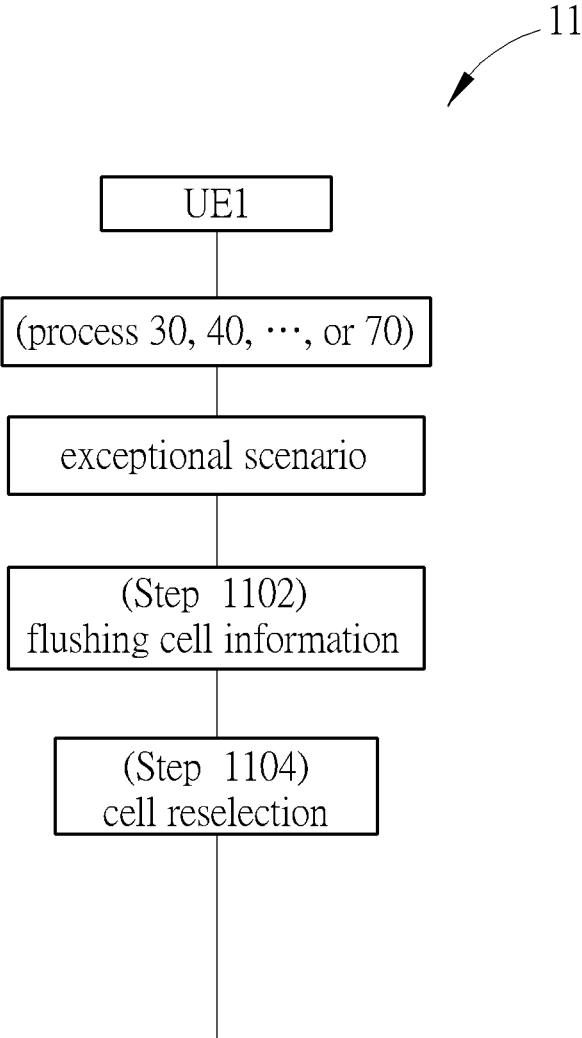 11
UE1
(process 30, 40, ⋯, or 70)
exceptional scenario
(Step 1102)
flushing cell information
(Step 1104)
cell reselection